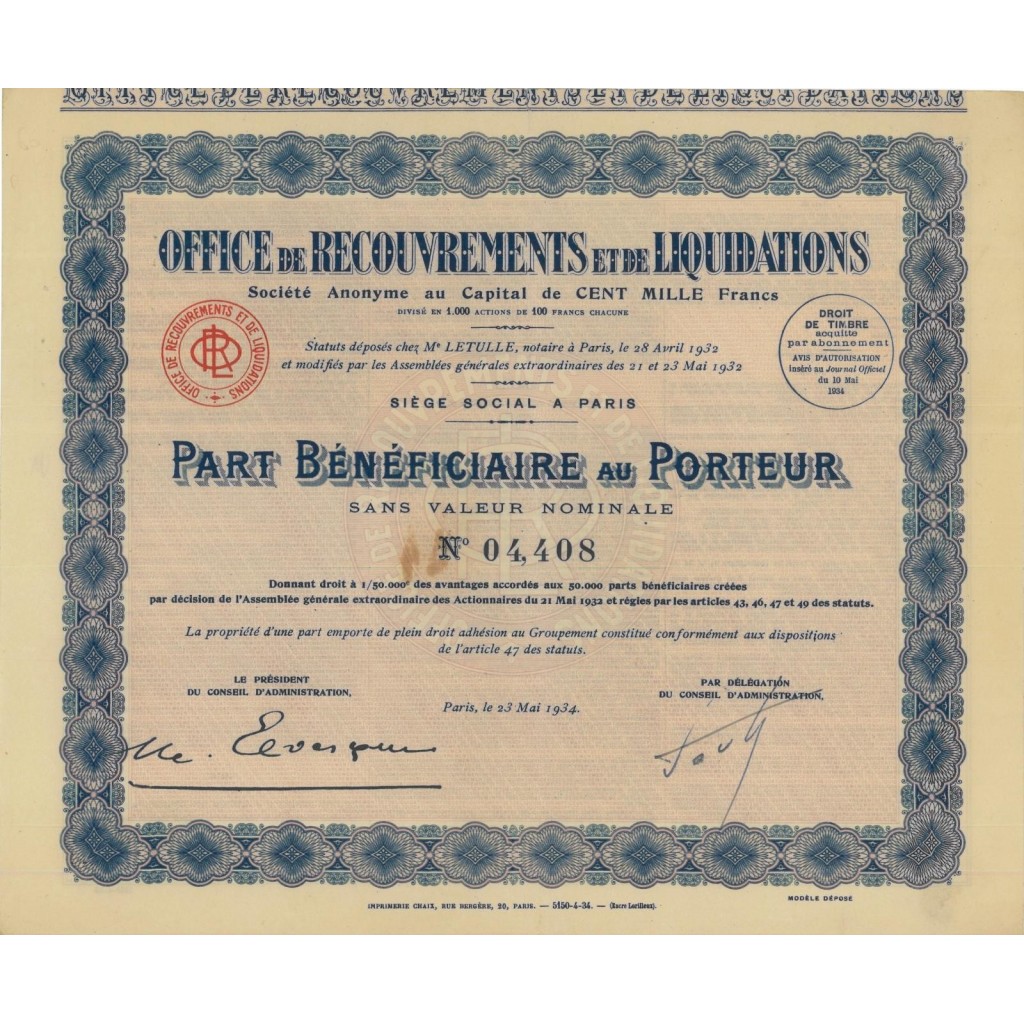 OFFICE DE RECOUVREMENTS ET DE LIQUIDATIONS
OFFICE DE RECOUVREMENTS ET DE LIQUIDATIONS
Société Anonyme au Capital de CENT MILLE Francs
DIVISÉ EN 1.000 ACTIONS DE 100 FRANCS CHACUNE
OFFICE DE RECOUVREMENTS ET DE LIQUIDATIONS
ORL
DROIT
DE TIMBRE
acquitté
par abonnement
AVIS D'AUTORISATION
inséré au Journal Officiel
du 10 Mai
1934
Statuts déposés chez Me LETULLE, notaire à Paris, le 28 Avril 1932
et modifiés par les Assemblées générales extraordinaires des 21 et 23 Mai 1932
SIÈGE SOCIAL A PARIS
PART BÉNÉFICIAIRE AU PORTEUR
SANS VALEUR NOMINALE
No 04,408
Donnant droit à 1/50.000e des avantages accordés aux 50.000 parts bénéficiaires créées
par décision de l'Assemblée générale extraordinaire des Actionnaires du 21 Mai 1932 et régies par les articles 43, 46, 47 et 49 des statuts.
La propriété d'une part emporte de plein droit adhésion au Groupement constitué conformément aux dispositions
de l'article 47 des statuts.
LE PRÉSIDENT
DU CONSEIL D'ADMINISTRATION,
PAR DÉLÉGATION
DU CONSEIL D'ADMINISTRATION,
Paris, le 23 Mai 1934.
MODÈLE DÉPOSÉ
IMPRIMERIE CHAIX, RUE BERGÈRE, 20, PARIS. — 5150-4-34. — (Encre Lorilleux).